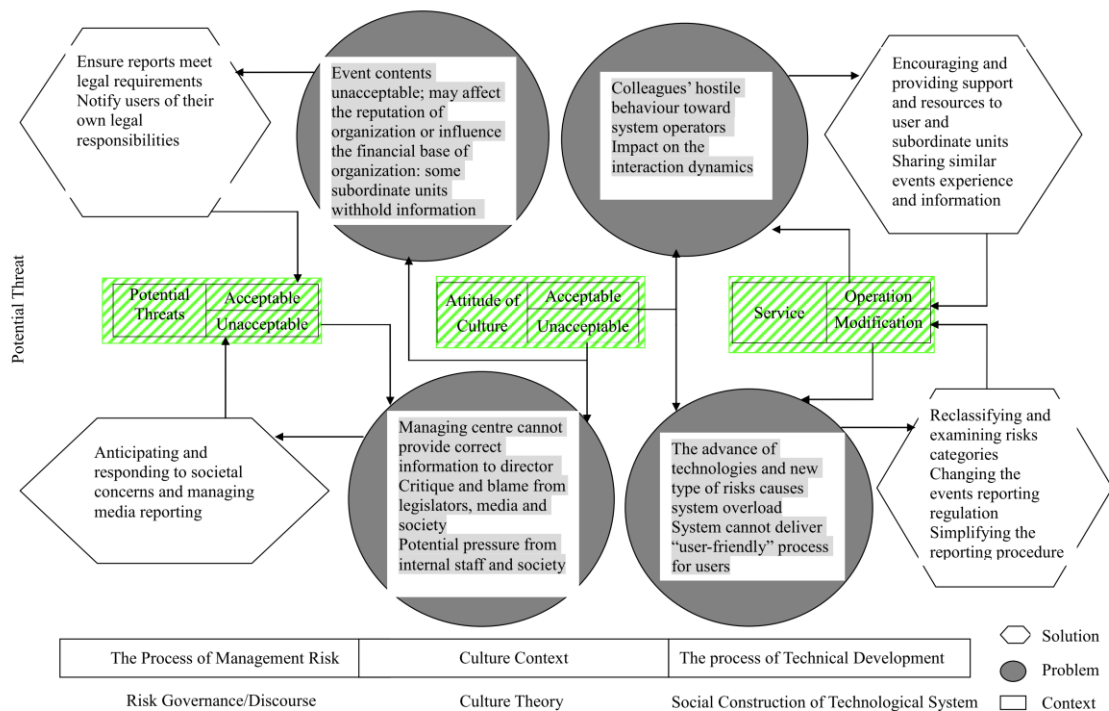 Ensure reports meet
legal requirements
Notify users of their
own legal
responsibilities
Event contents
unacceptable; may affect
the reputation of
organization or influence
the financial base of
organization: some
subordinate units
withhold information
Colleagues’ hostile
behaviour toward
system operators
Impact on the
interaction dynamics
Encouraging and
providing support
and resources to
user and
subordinate units
Sharing similar
events experience
and information
Potential Threat
Potential
Threats
Acceptable
Unacceptable
Attitude of
Culture
Acceptable
Unacceptable
Service
Operation
Modification
Anticipating and
responding to societal
concerns and managing
media reporting
Managing centre cannot
provide correct
information to director
Critique and blame from
legislators, media and
society
Potential pressure from
internal staff and society
The advance of
technologies and new
type of risks causes
system overload
System cannot deliver
“user-friendly” process
for users
Reclassifying and
examining risks
categories
Changing the
events reporting
regulation
Simplifying the
reporting procedure
The Process of Management Risk
Culture Context
The process of Technical Development
Risk Governance/Discourse
Culture Theory
Social Construction of Technological System
Solution
Problem
Context